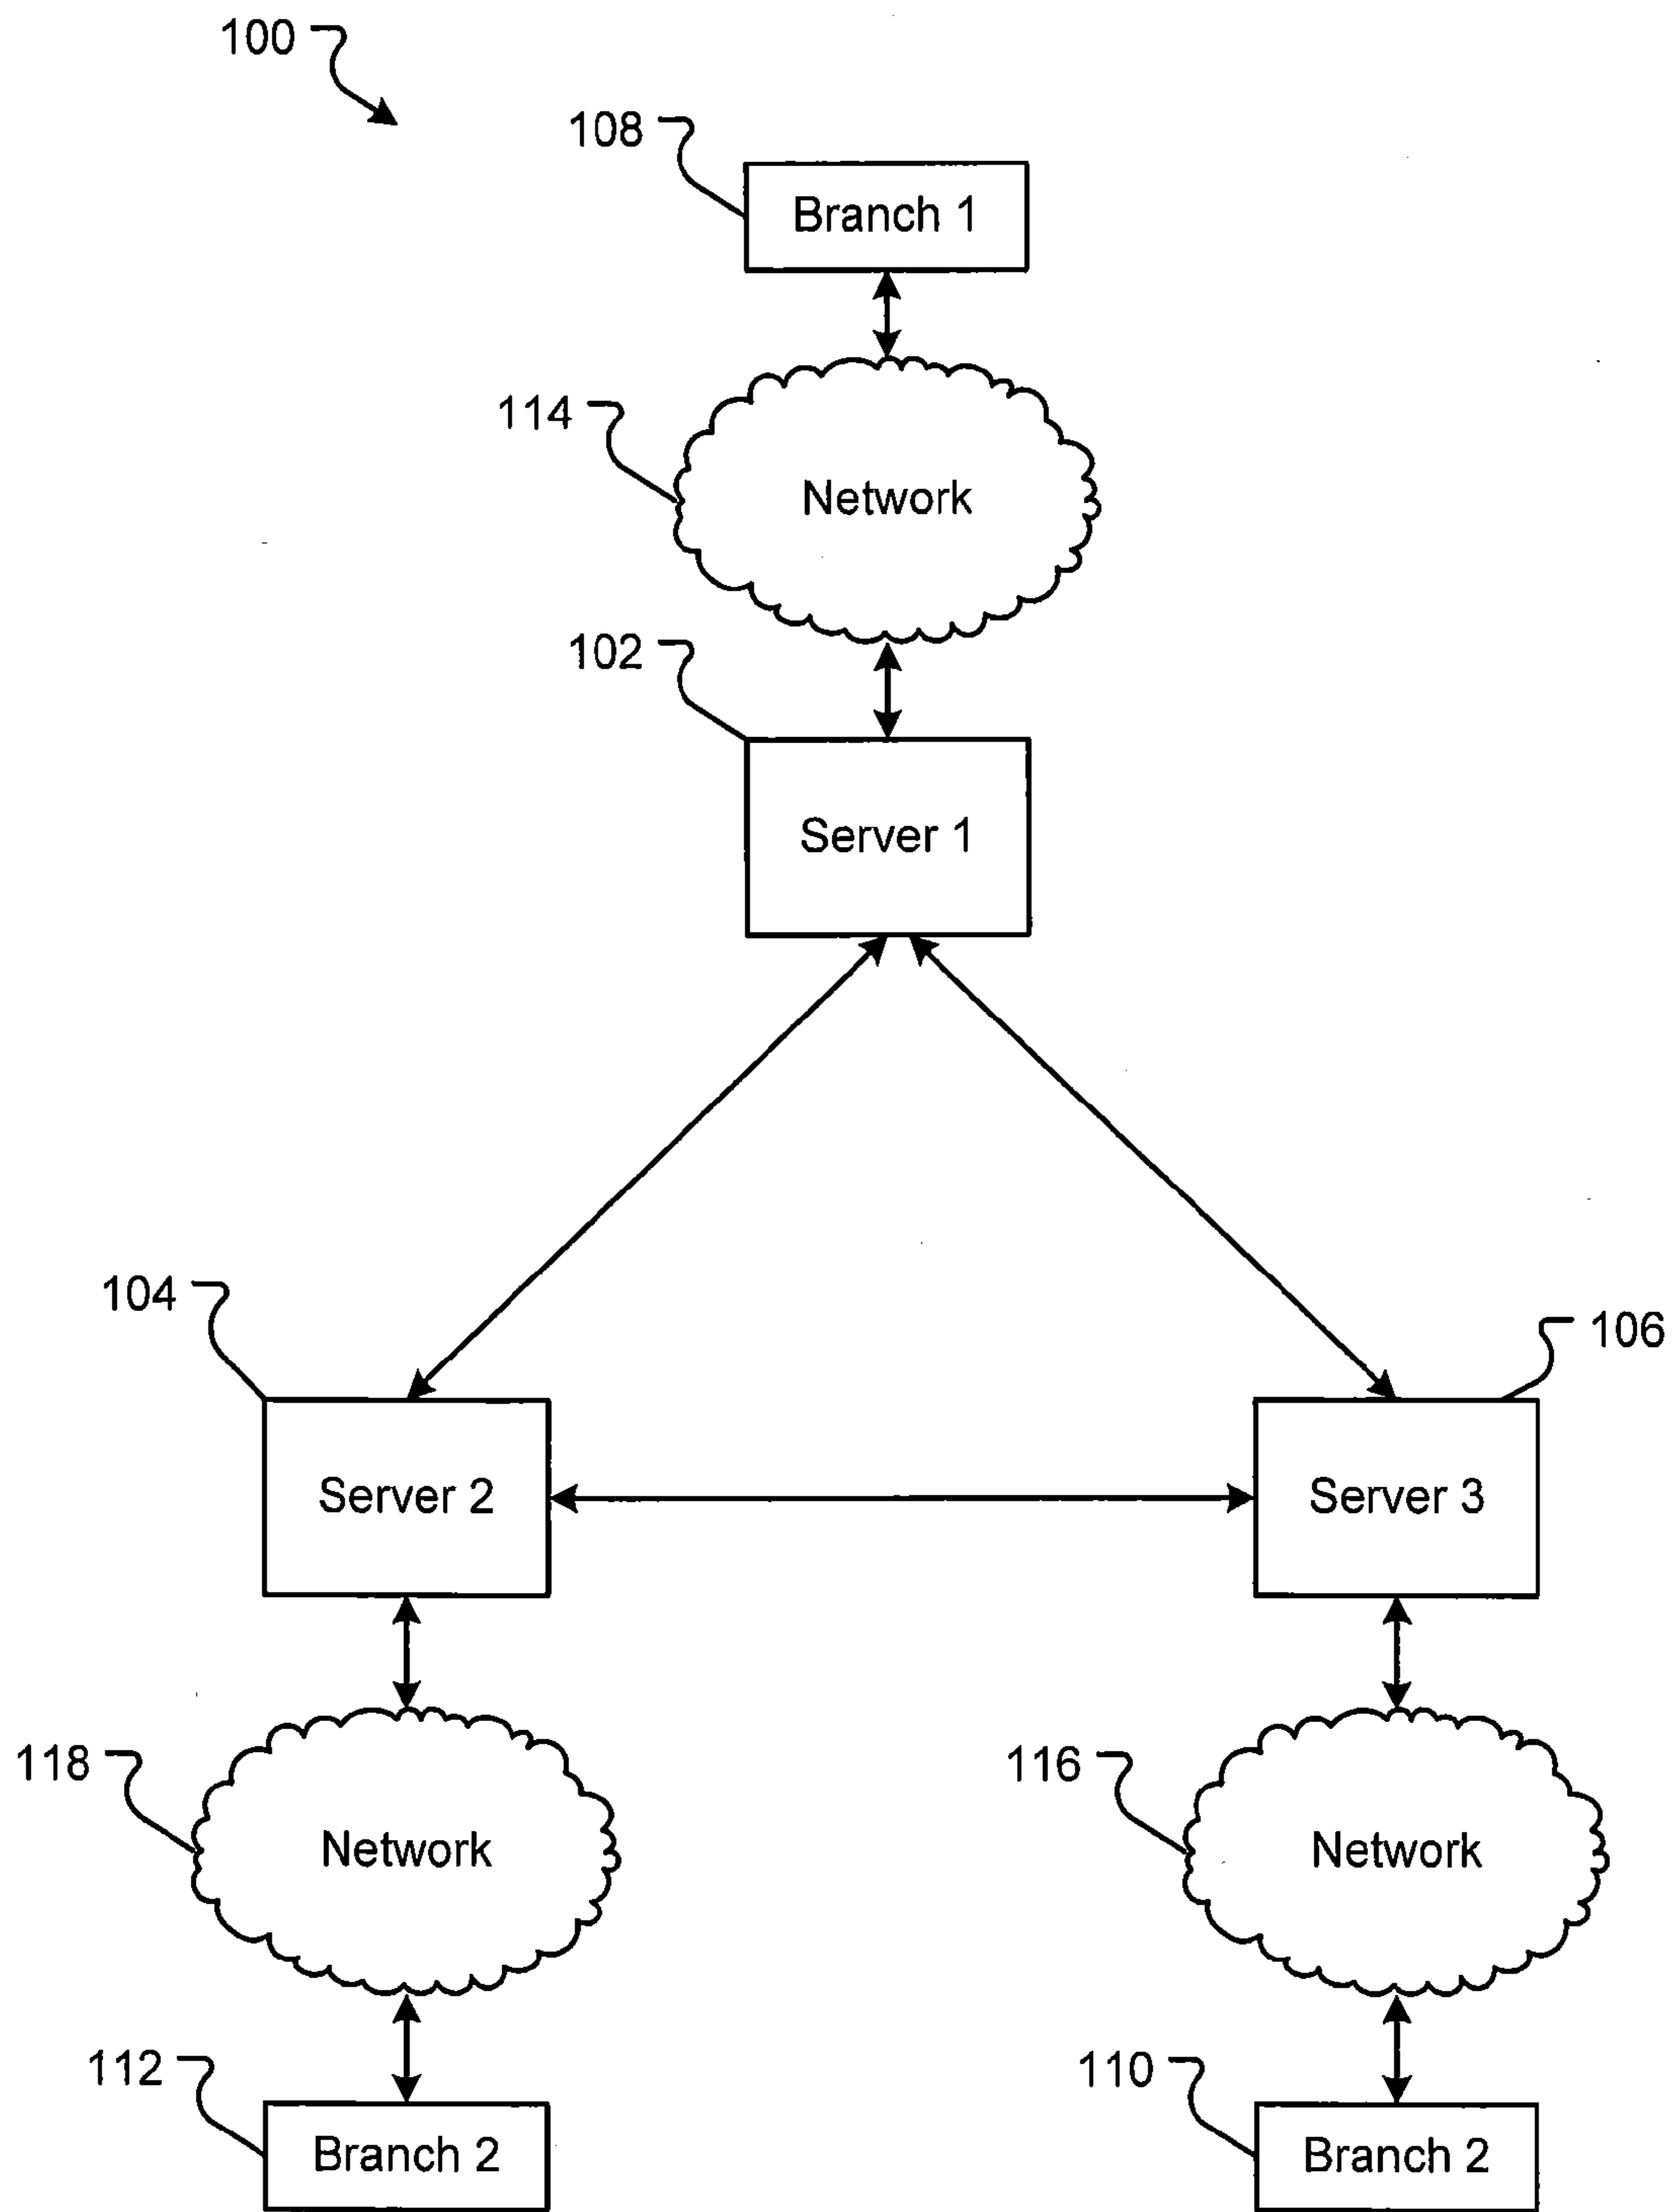 100
108
Branch 1
114
Network
102
Server 1
104
106
Server 2
Server 3
118
116
Network
Network
112
110
Branch 2
Branch 2